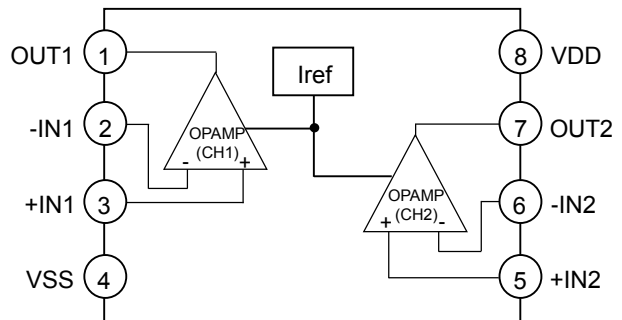 OUT1 1
-IN1 2
+IN1 3
VSS 4
OPAMP
(CH1)
- +
Iref
OPAMP
(CH2)
+ -
8 VDD
7 OUT2
6 -IN2
5 +IN2